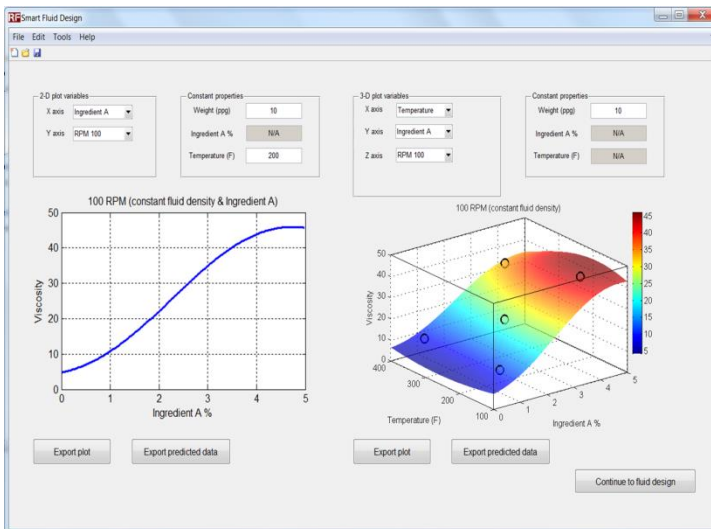 RF Smart Fluid Design
File Edit Tools Help
2-D plot variables
X axis Ingredient A
Y axis RPM 100
Constant properties
Weight (ppg) 10
Ingredient A % N/A
Temperature (F) 200
3-D plot variables
X axis Temperature
Y axis Ingredient A
Z axis RPM 100
Constant properties
Weight (ppg) 10
Ingredient A % N/A
Temperature (F) N/A
100 RPM (constant fluid density & Ingredient A)
50
40
30
20
10
0
Viscosity
0 1 2 3 4 5
Ingredient A %
100 RPM (constant fluid density)
50
40
30
20
10
0
Viscosity
400 300 200 100
Temperature (F)
0 1 2 3 4 5
Ingredient A %
45
40
35
30
25
20
15
10
5
Export plot Export predicted data
Export plot Export predicted data
Continue to fluid design